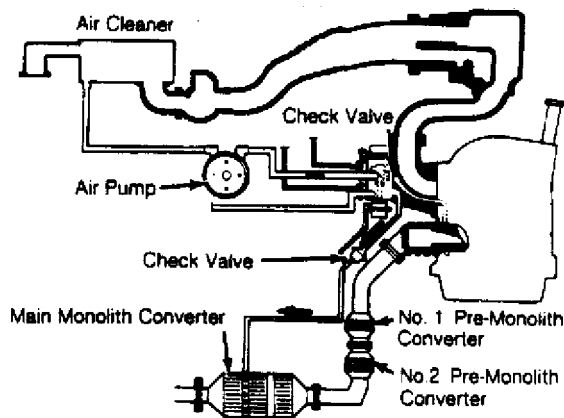 Air Cleaner
Check Valve
Air Pump
Check Valve
Main Monolith Converter
No. 1 Pre-Monolith
Converter
No.2 Pre-Monolith
Converter